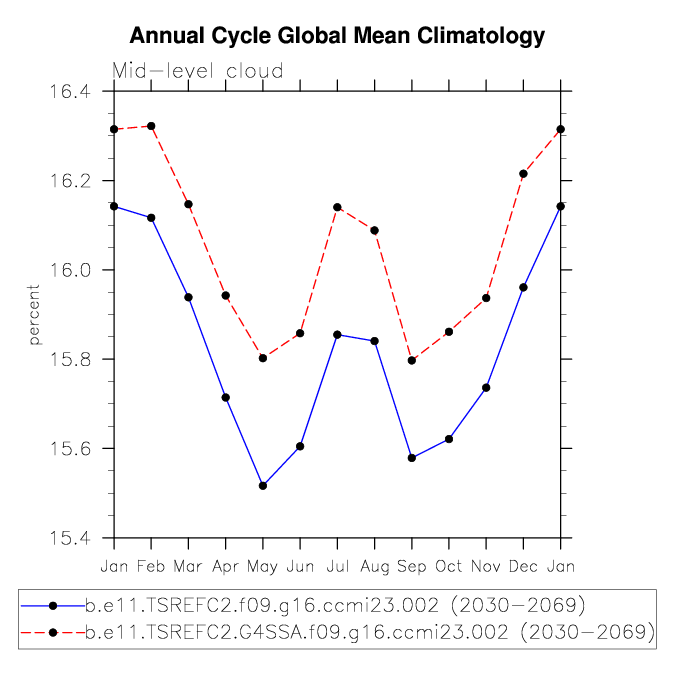 Annual Cycle Global Mean Climatology
Mid-level cloud
16.4
16.2
16.0
15.8
15.6
15.4
percent
Jan Feb Mar Apr May Jun Jul Aug Sep Oct Nov Dec Jan
b.e11.TSREFC2.f09.g16.ccmi23.002 (2030-2069)
b.e11.TSREFC2.G4SSA.f09.g16.ccmi23.002 (2030-2069)